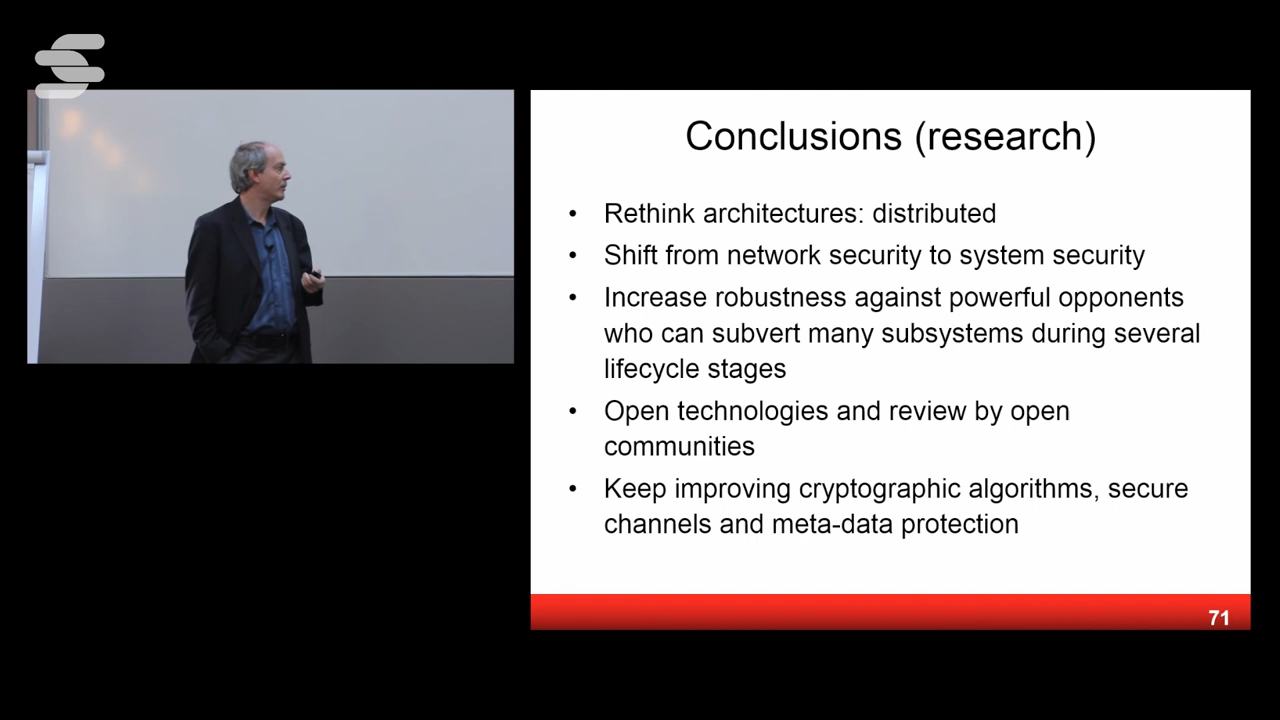 Conclusions (research)
• Rethink architectures: distributed
• Shift from network security to system security
• Increase robustness against powerful opponents
who can subvert many subsystems during several
lifecycle stages
• Open technologies and review by open
communities
• Keep improving cryptographic algorithms, secure
channels and meta-data protection
71